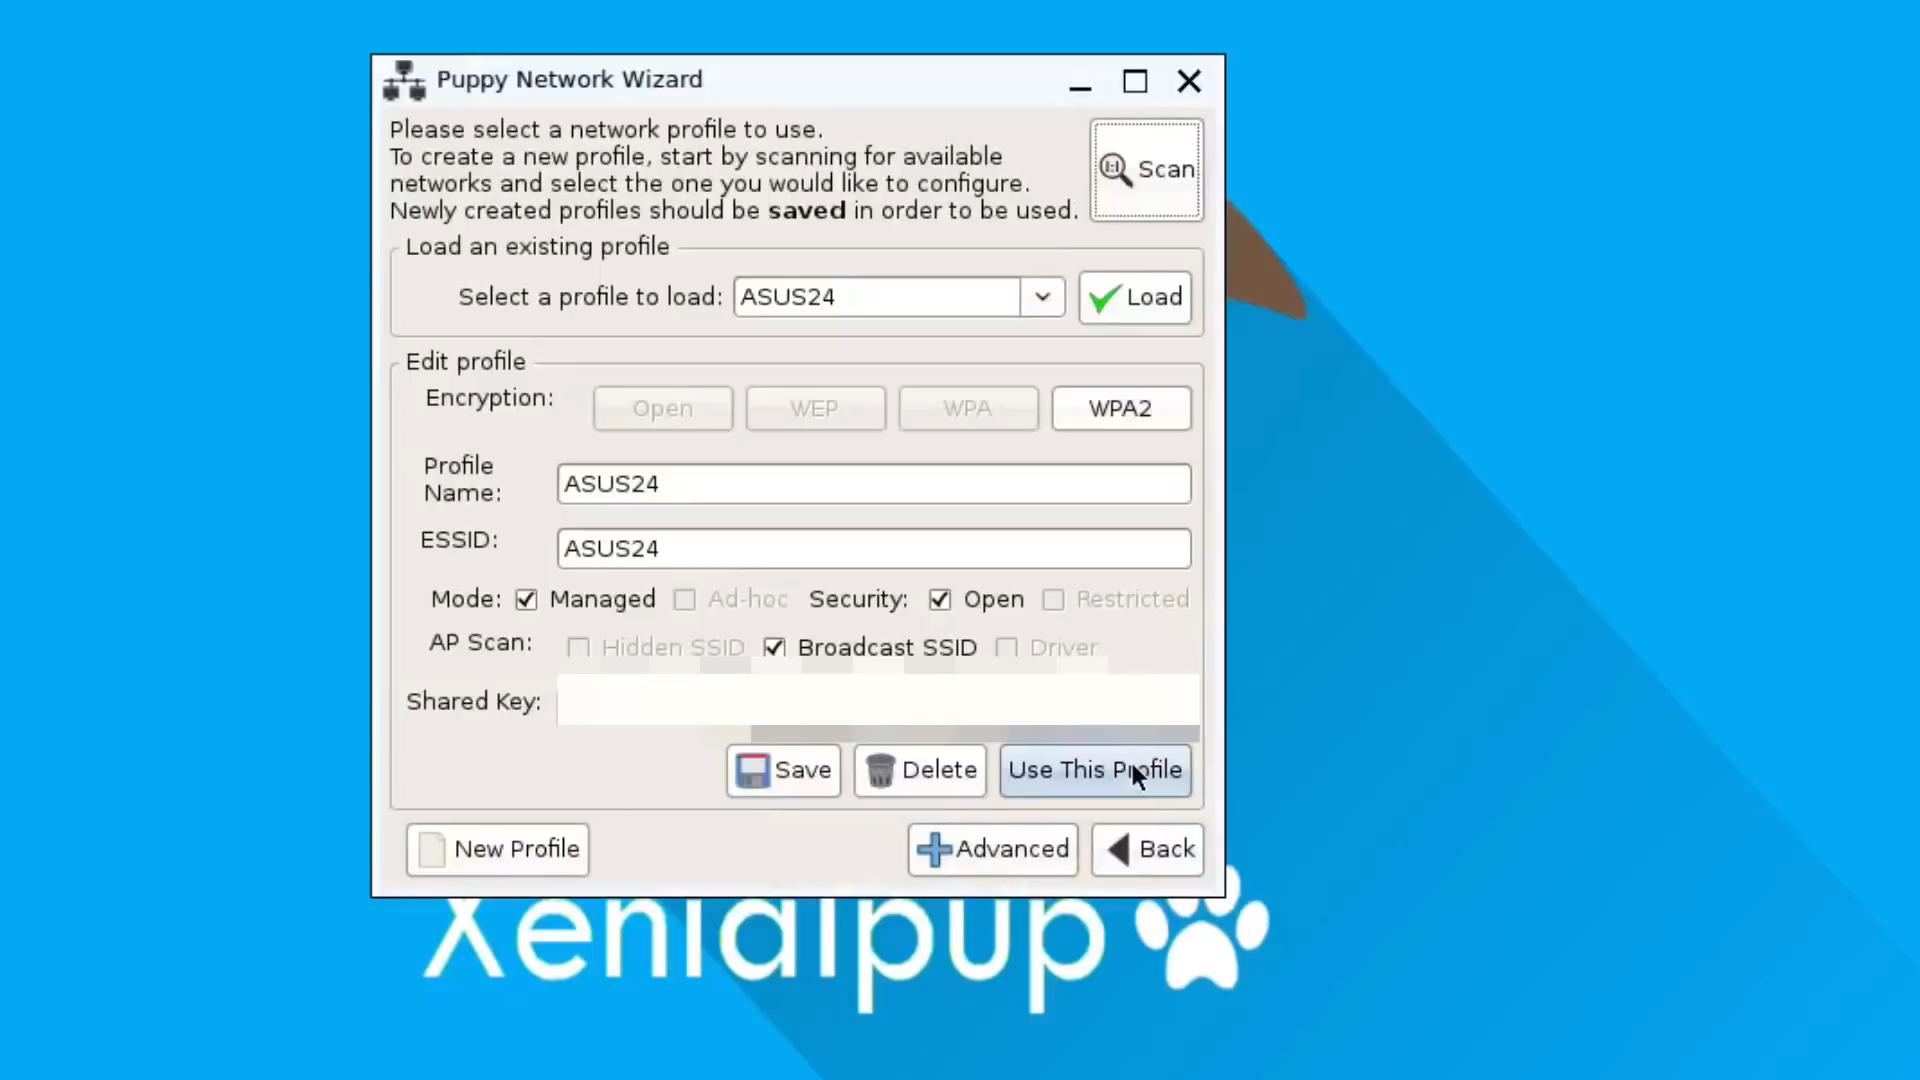 Puppy Network Wizard
Please select a network profile to use.
To create a new profile, start by scanning for available
networks and select the one you would like to configure.
Newly created profiles should be saved in order to be used.
Scan
Load an existing profile
Select a profile to load: ASUS24 Load
Edit profile
Encryption: Open WEP WPA WPA2
Profile
Name: ASUS24
ESSID: ASUS24
Mode: Managed Ad-hoc Security: Open Restricted
AP Scan: Hidden SSID Broadcast SSID Driver
Shared Key:
Save Delete Use This Profile
New Profile Advanced Back
Xenialpup